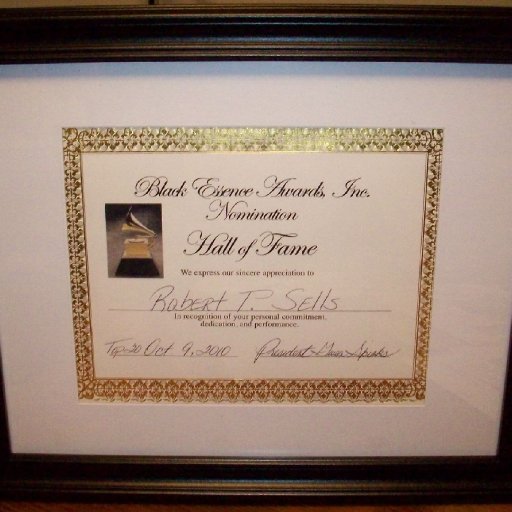 Black Essence Awards, Inc.
Nomination
Hall of Fame
We express our sincere appreciation to
Robert T. Sells
In recognition of your personal commitment,
dedication, and performance.
Top 20 Oct 9, 2010 President